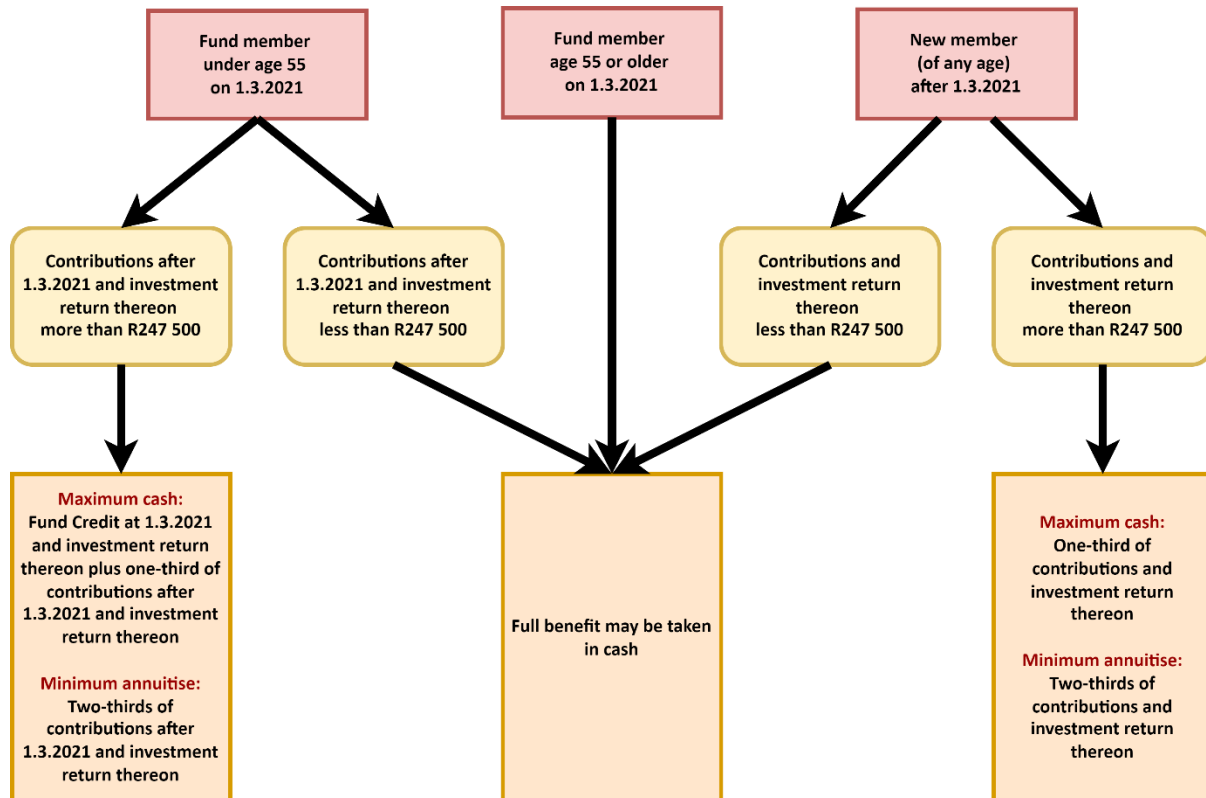 Fund member
under age 55
on 1.3.2021
Fund member
age 55 or older
on 1.3.2021
New member
(of any age)
after 1.3.2021
Contributions after
1.3.2021 and investment
return thereon
more than R247 500
Contributions after
1.3.2021 and investment
return thereon
less than R247 500
Contributions and
investment return
thereon
less than R247 500
Contributions and
investment return
thereon
more than R247 500
Maximum cash:
Fund Credit at 1.3.2021
and investment return
thereon plus one-third of
contributions after
1.3.2021 and investment
return thereon
Minimum annuitise:
Two-thirds of
contributions after
1.3.2021 and investment
return thereon
Full benefit may be taken
in cash
Maximum cash:
One-third of
contributions and
investment return
thereon
Minimum annuitise:
Two-thirds of
contributions and
investment return
thereon